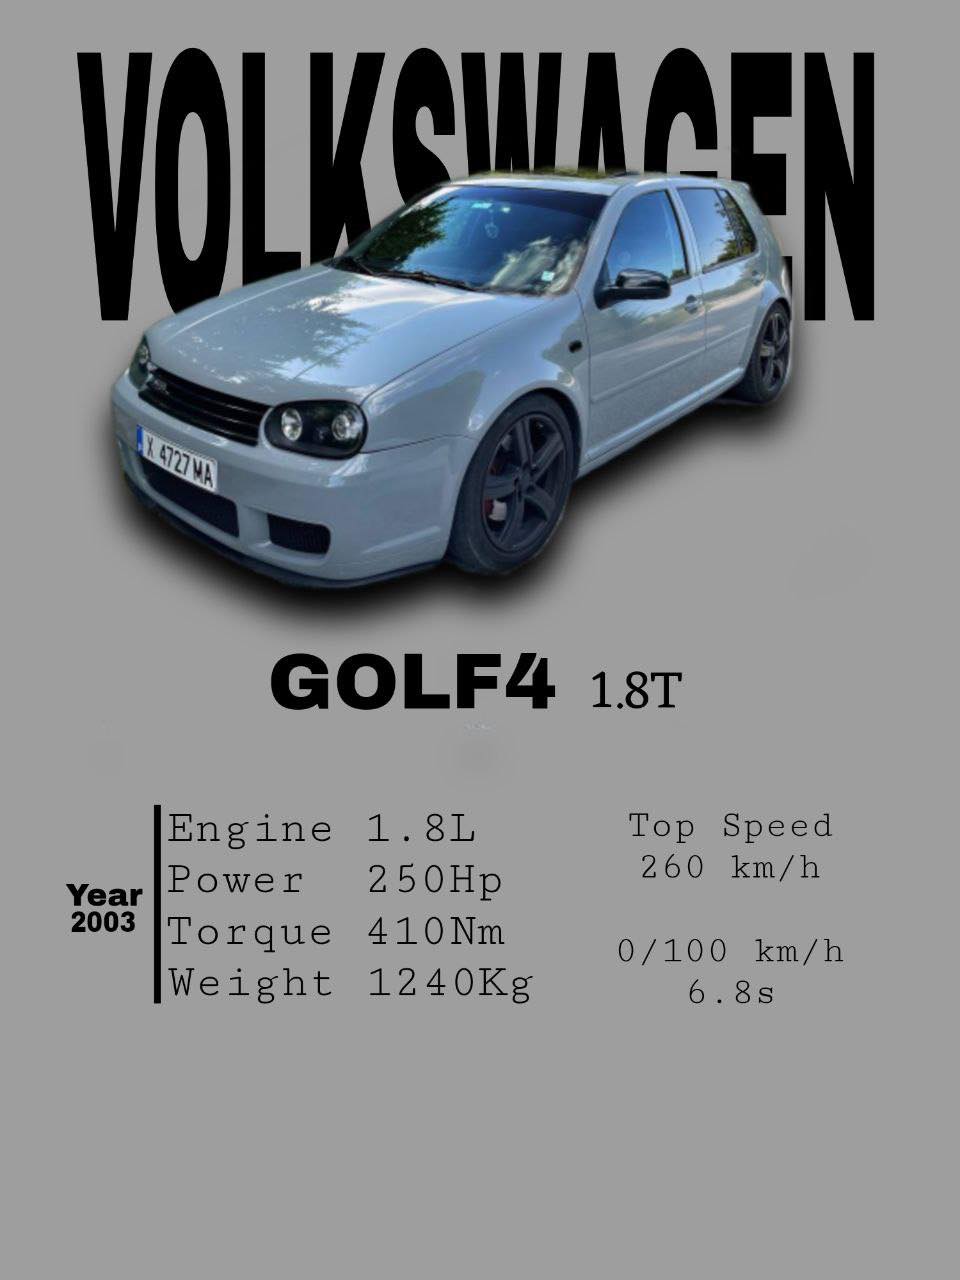 VOLKSWAGEN
X 4727 MA
GOLF4 1.8T
Year
2003
Engine 1.8L
Power 250Hp
Torque 410Nm
Weight 1240Kg
Top Speed
260 km/h
0/100 km/h
6.8s